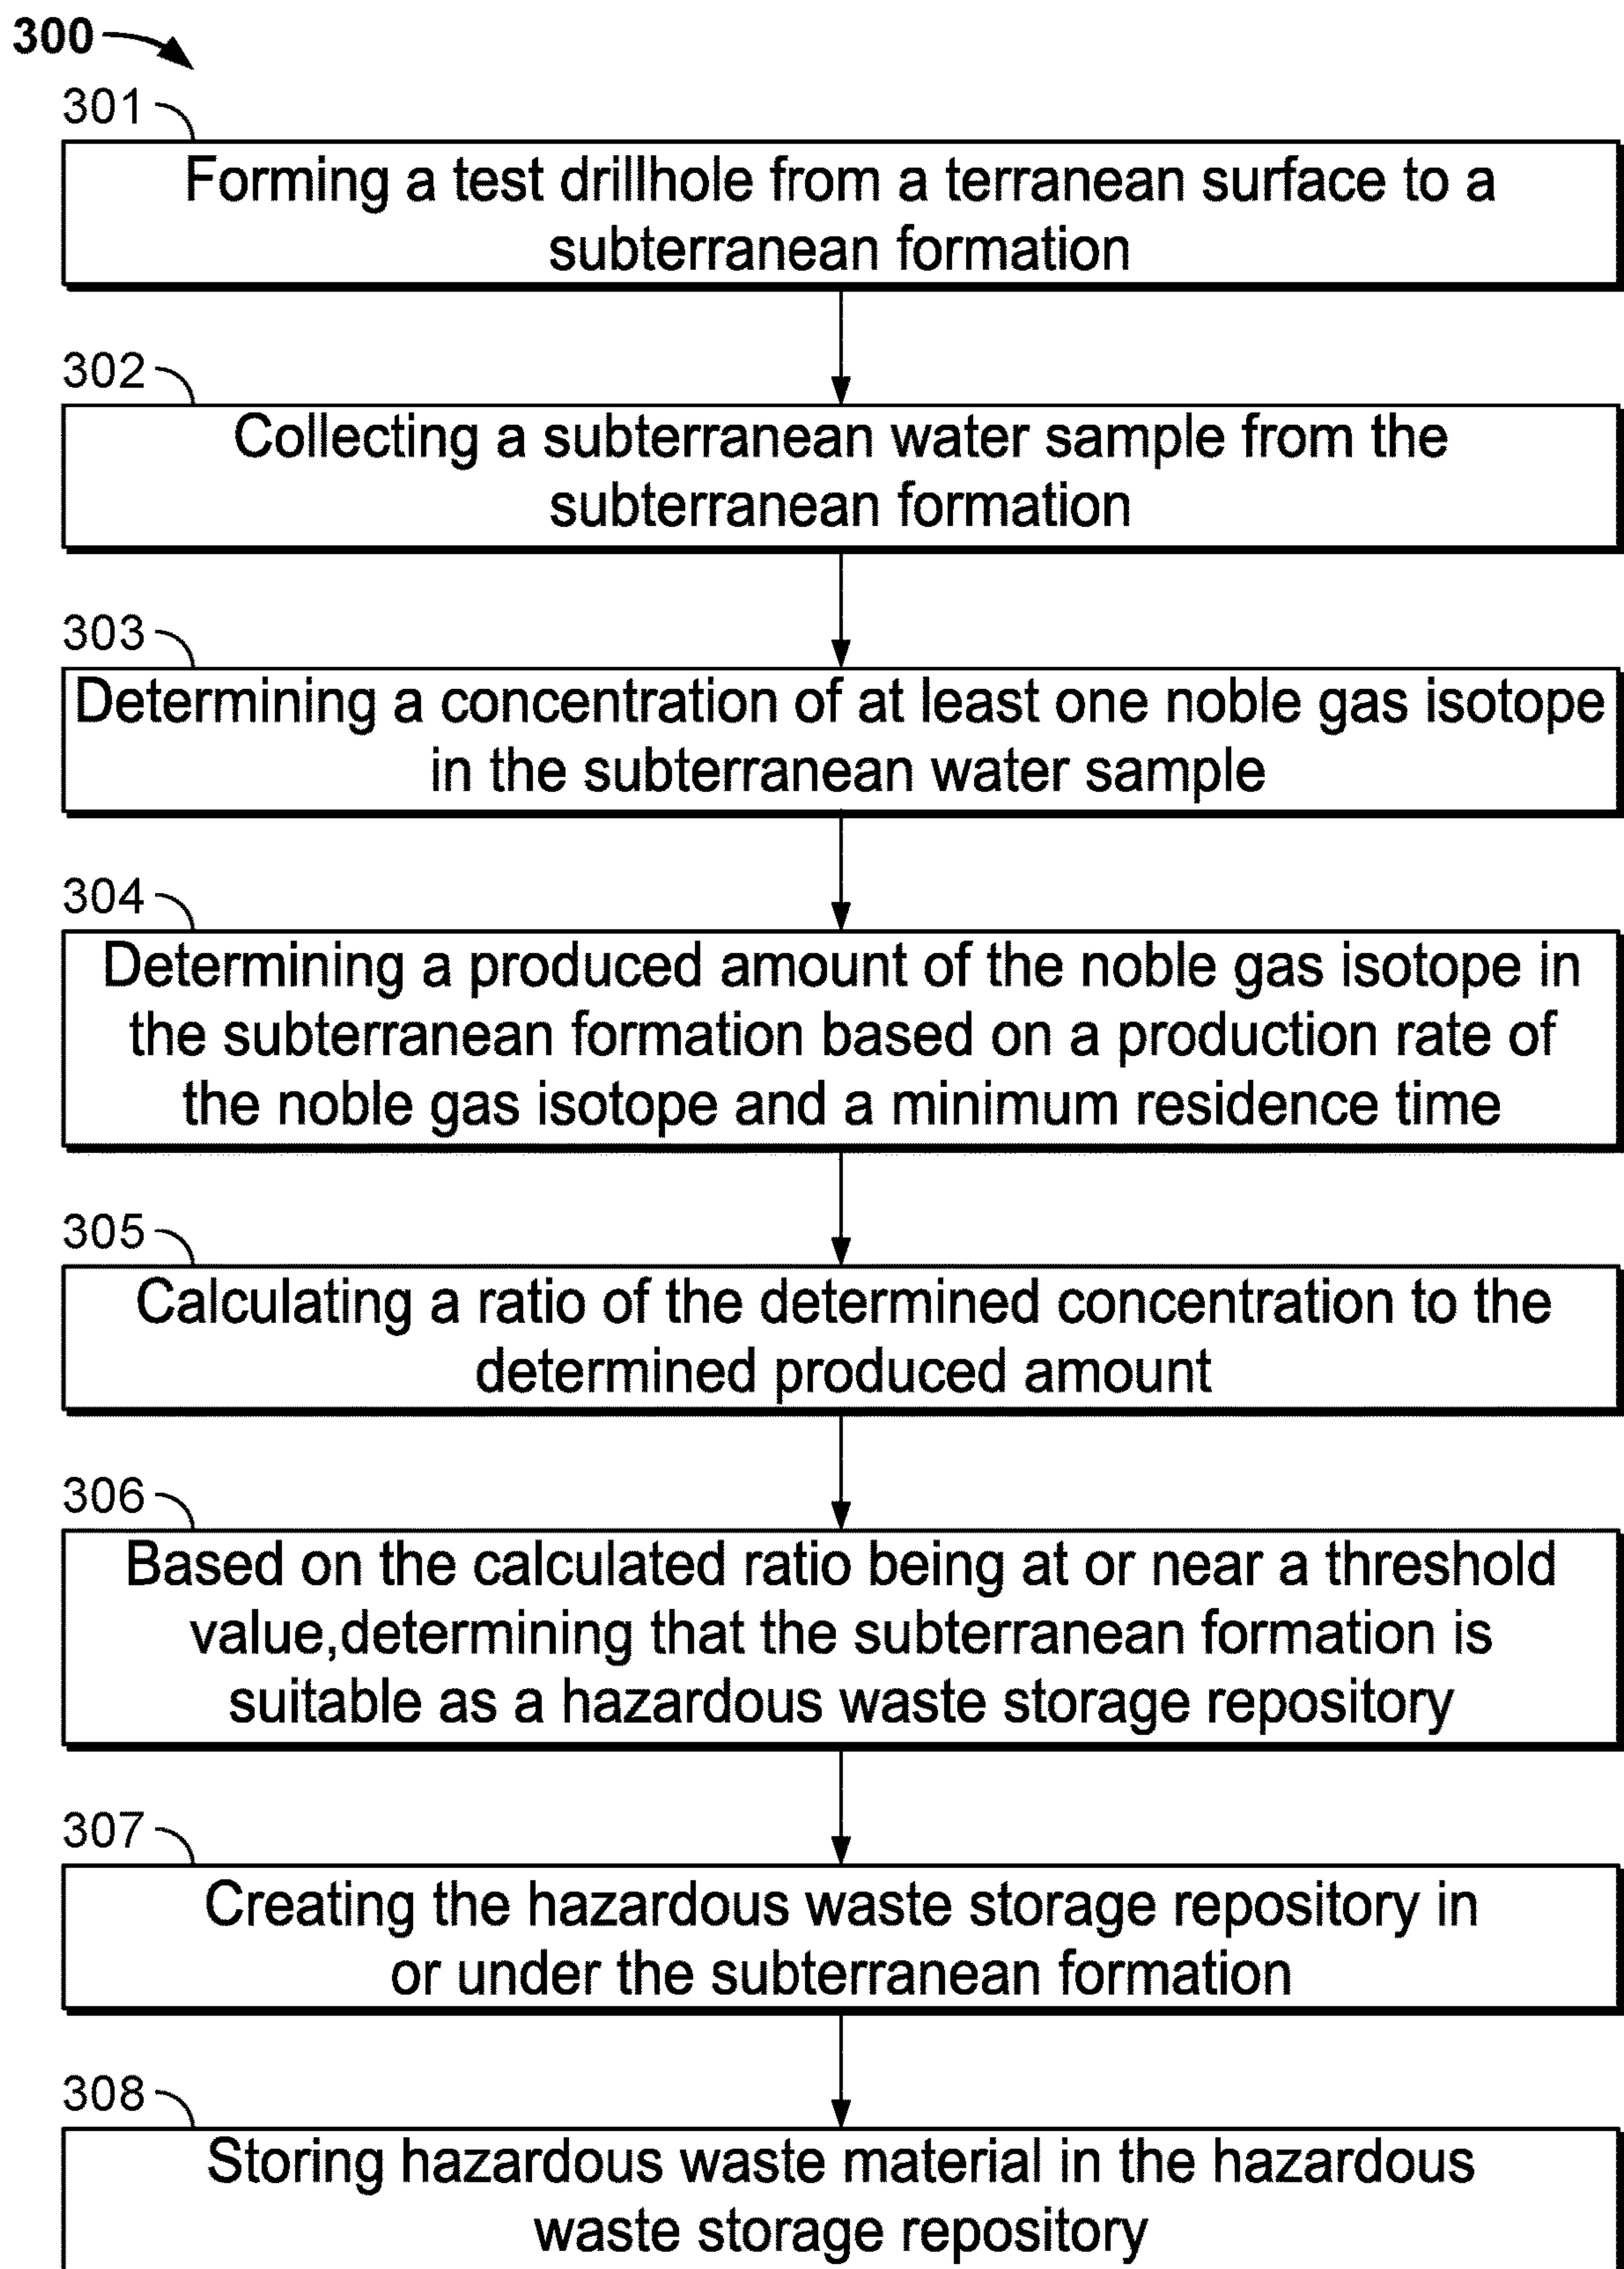 300
301
Forming a test drillhole from a terranean surface to a
subterranean formation
302
Collecting a subterranean water sample from the
subterranean formation
303
Determining a concentration of at least one noble gas isotope
in the subterranean water sample
304
Determining a produced amount of the noble gas isotope in
the subterranean formation based on a production rate of
the noble gas isotope and a minimum residence time
305
Calculating a ratio of the determined concentration to the
determined produced amount
306
Based on the calculated ratio being at or near a threshold
value,determining that the subterranean formation is
suitable as a hazardous waste storage repository
307
Creating the hazardous waste storage repository in
or under the subterranean formation
308
Storing hazardous waste material in the hazardous
waste storage repository